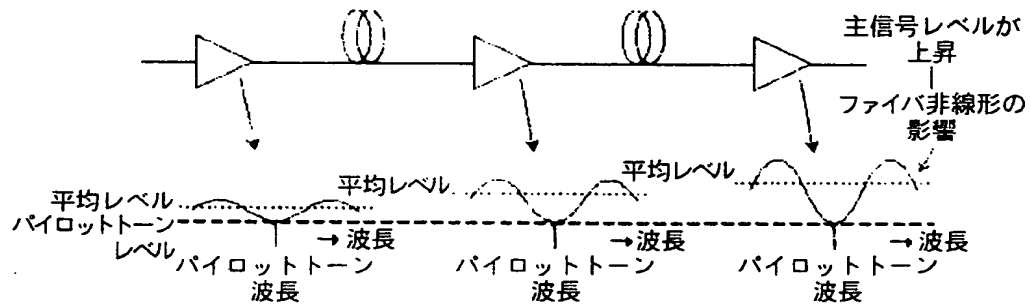 主信号レベルが
上昇
ファイバ非線形の
影響
平均レベル
平均レベル
平均レベル
パイロットトーン
レベル
→波長
→波長
→波長
パイロットトーン
波長
パイロットトーン
波長
パイロットトーン
波長